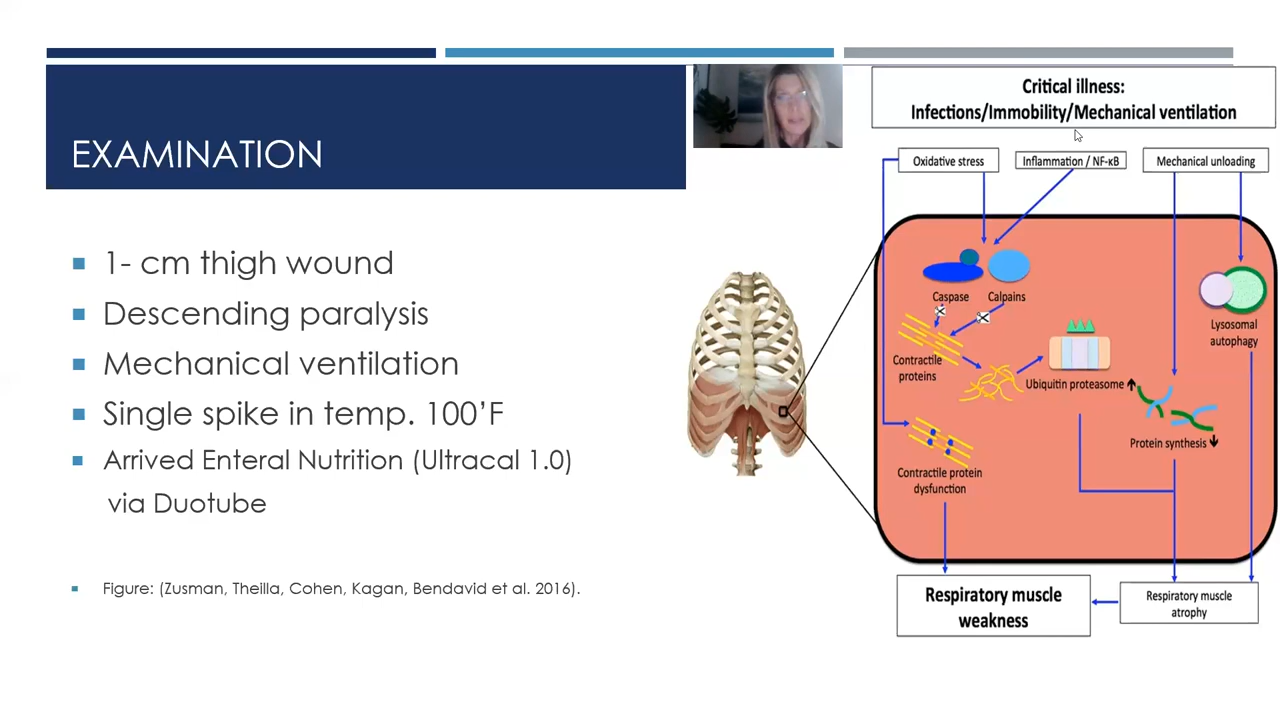 EXAMINATION
1- cm thigh wound
Descending paralysis
Mechanical ventilation
Single spike in temp. 100’F
Arrived Enteral Nutrition (Ultracal 1.0)
via Duotube
Figure: (Zusman, Theilla, Cohen, Kagan, Bendavid et al. 2016).
Critical illness:
Infections/Immobility/Mechanical ventilation
Oxidative stress
Inflammation / NF-κB
Mechanical unloading
Caspase
Calpains
Lysosomal
autophagy
Contractile
proteins
Ubiquitin proteasome
Protein synthesis
Contractile protein
dysfunction
Respiratory muscle
weakness
Respiratory muscle
atrophy